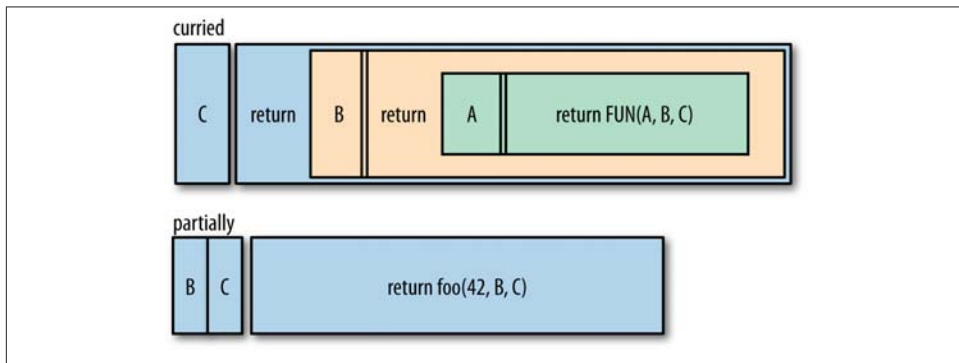 curried
C return B return A return FUN(A, B, C)
partially
B C return foo(42, B, C)